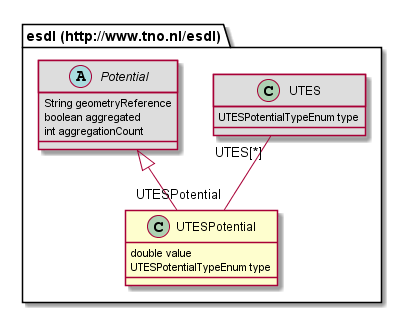 esdl (http://www.tno.nl/esdl)
A Potential
String geometryReference
boolean aggregated
int aggregationCount
C UTES
UTESPotentialTypeEnum type
UTES[*]
UTESPotential
C UTESPotential
double value
UTESPotentialTypeEnum type